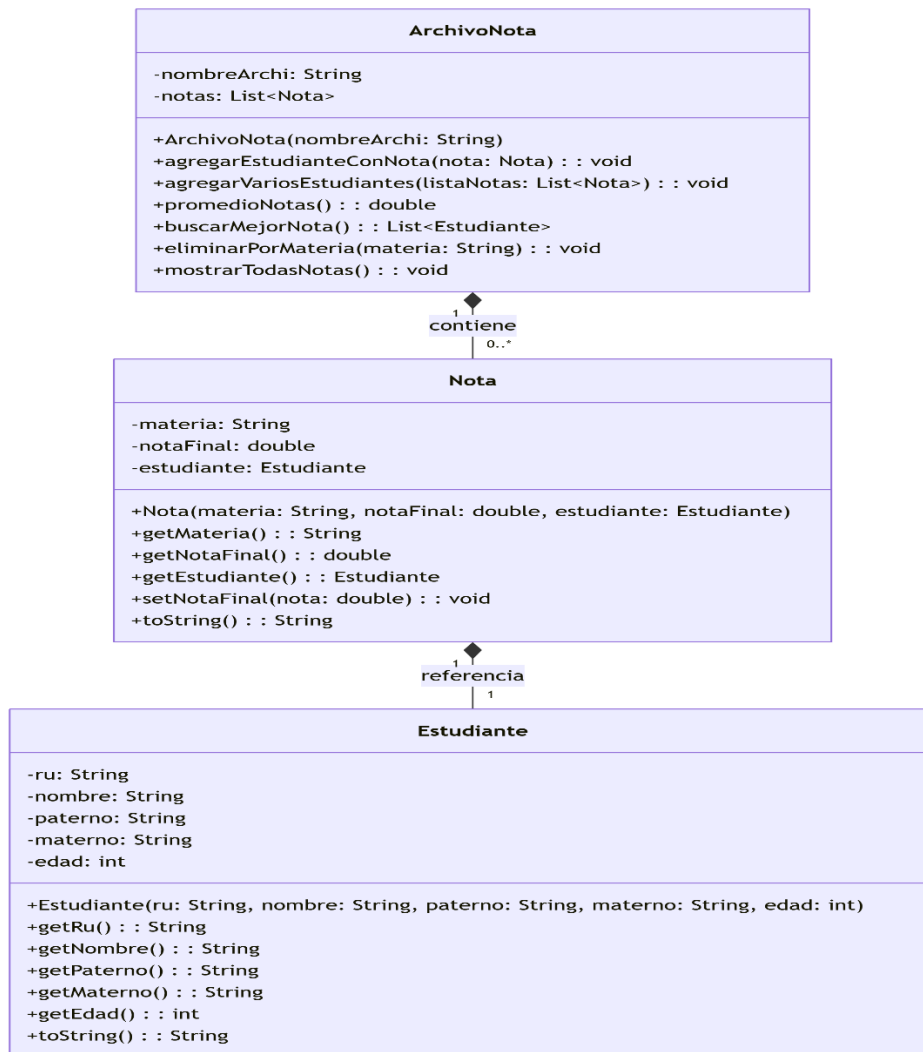 ArchivoNota
-nombreArchi: String
-notas: List<Nota>
+ArchivoNota(nombreArchi: String)
+agregarEstudianteConNota(nota: Nota) : : void
+agregarVariosEstudiantes(listaNotas: List<Nota>) : : void
+promedioNotas() : : double
+buscarMejorNota() : : List<Estudiante>
+eliminarPorMateria(materia: String) : : void
+mostrarTodasNotas() : : void
1
contiene
0..*
Nota
-materia: String
-notaFinal: double
-estudiante: Estudiante
+Nota(materia: String, notaFinal: double, estudiante: Estudiante)
+getMateria() : : String
+getNotaFinal() : : double
+getEstudiante() : : Estudiante
+setNotaFinal(nota: double) : : void
+toString() : : String
1
referencia
1
Estudiante
-ru: String
-nombre: String
-paterno: String
-materno: String
-edad: int
+Estudiante(ru: String, nombre: String, paterno: String, materno: String, edad: int)
+getRu() : : String
+getNombre() : : String
+getPaterno() : : String
+getMaterno() : : String
+getEdad() : : int
+toString() : : String